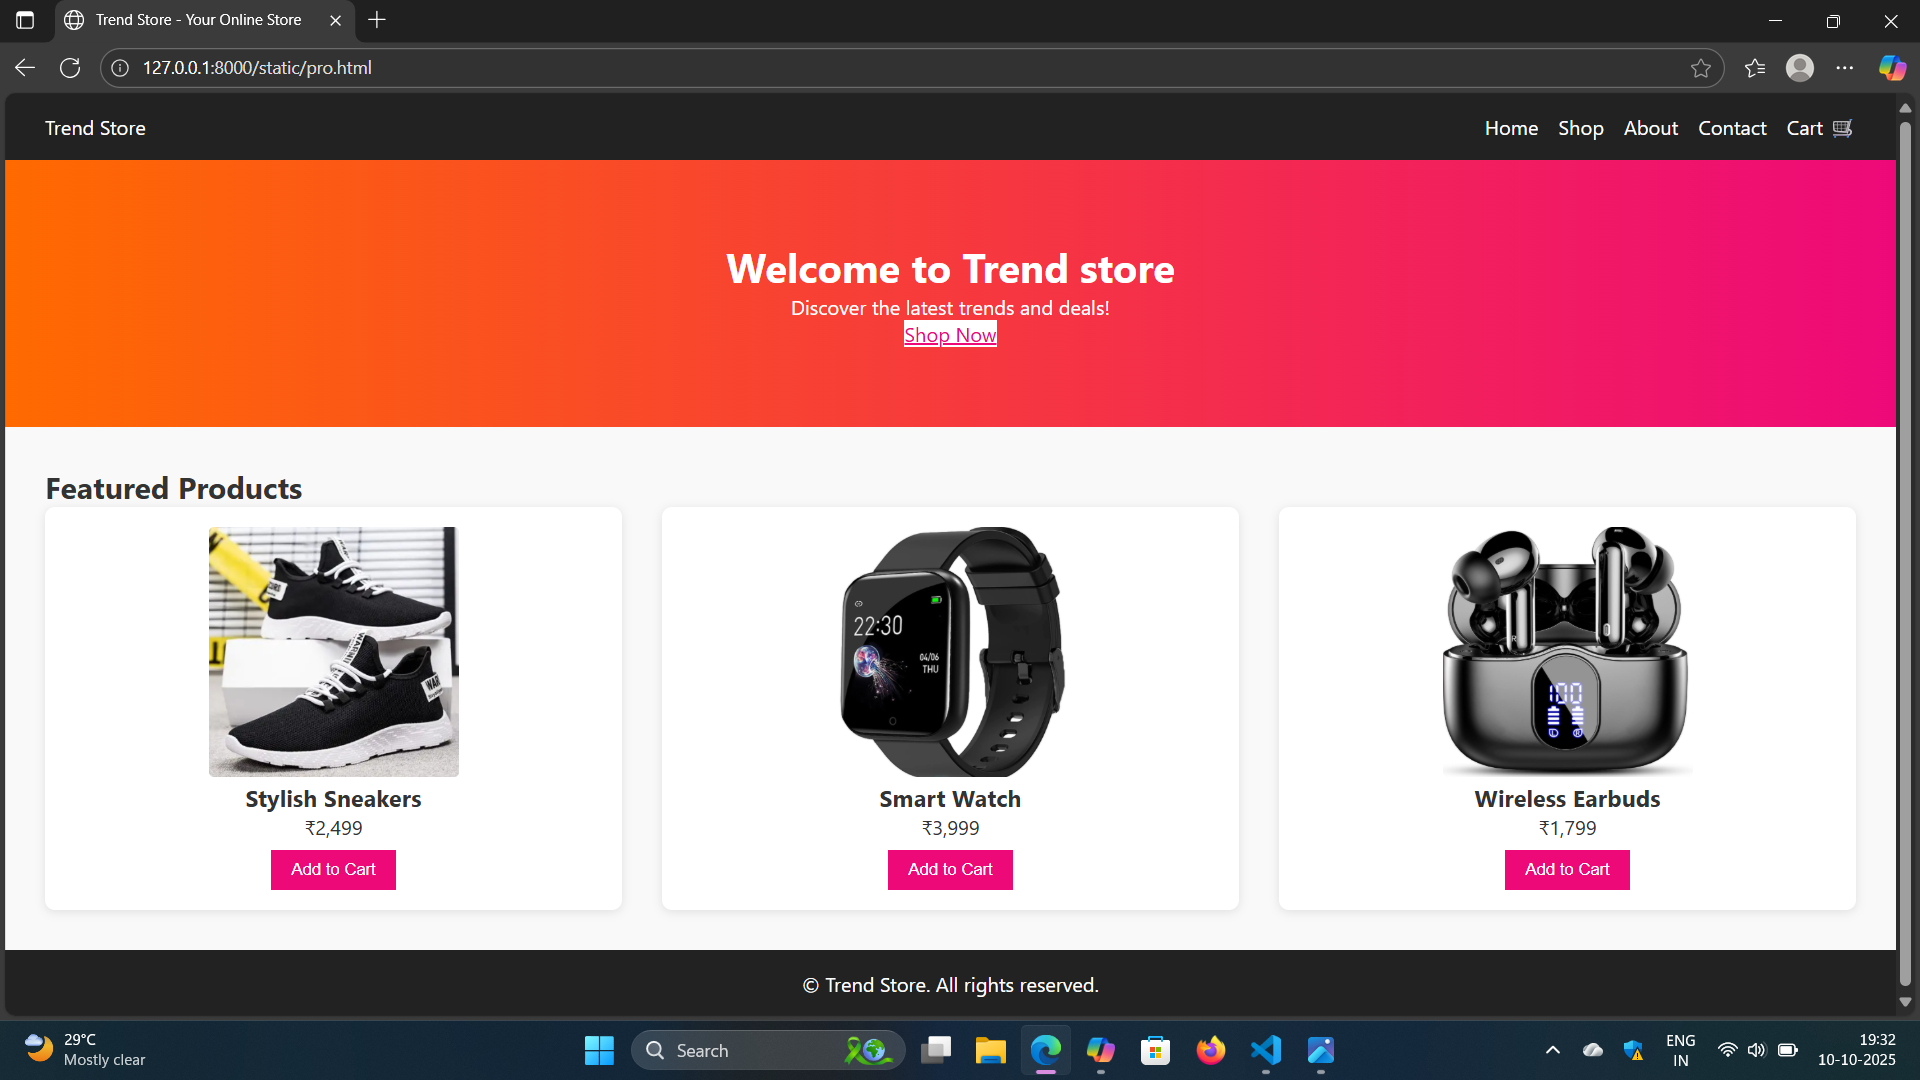 Trend Store - Your Online Store
127.0.0.1:8000/static/pro.html
Trend Store
Home Shop About Contact Cart 🛒
Welcome to Trend store
Discover the latest trends and deals!
Shop Now
Featured Products
22:30
04/06
THU
R
100
Stylish Sneakers
₹2,499
Add to Cart
Smart Watch
₹3,999
Add to Cart
Wireless Earbuds
₹1,799
Add to Cart
© Trend Store. All rights reserved.
29°C
Mostly clear
Search
ENG
IN
19:32
10-10-2025